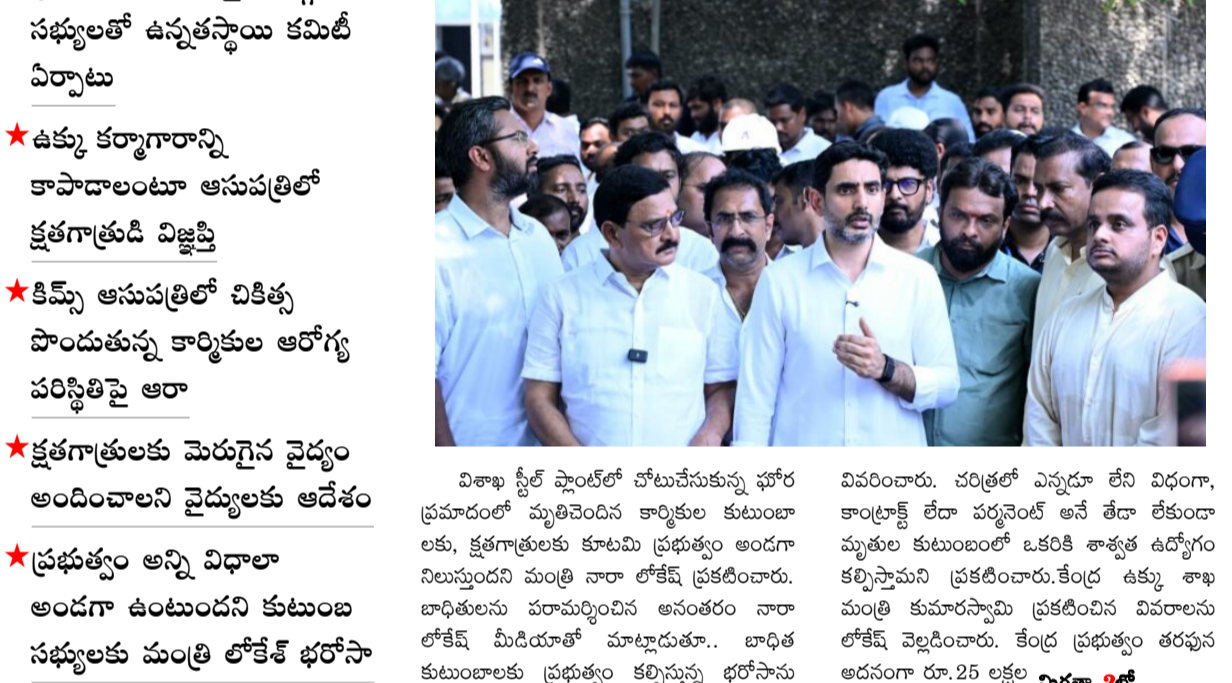 సభ్యులతో ఉన్నతస్థాయి కమిటీ
ఏర్పాటు
★ఉక్కు కర్మాగారాన్ని
కాపాడాలంటూ ఆసుపత్రిలో
క్షతగాత్రుడి విజ్ఞప్తి
★కిమ్స్ ఆసుపత్రిలో చికిత్స
పొందుతున్న కార్మికుల ఆరోగ్య
పరిస్థితిపై ఆరా
★క్షతగాత్రులకు మెరుగైన వైద్యం
అందించాలని వైద్యులకు ఆదేశం
★ప్రభుత్వం అన్ని విధాలా
అండగా ఉంటుందని కుటుంబ
సభ్యులకు మంత్రి లోకేశ్ భరోసా
విశాఖ స్టీల్ ప్లాంట్‌లో చోటుచేసుకున్న ఘోర
ప్రమాదంలో మృతిచెందిన కార్మికుల కుటుంబా
లకు, క్షతగాత్రులకు కూటమి ప్రభుత్వం అండగా
నిలుస్తుందని మంత్రి నారా లోకేష్ ప్రకటించారు.
బాధితులను పరామర్శించిన అనంతరం నారా
లోకేష్ మీడియాతో మాట్లాడుతూ.. బాధిత
కుటుంబాలకు ప్రభుత్వం కల్పిస్తున్న భరోసాను
వివరించారు. చరిత్రలో ఎన్నడూ లేని విధంగా,
కాంట్రాక్ట్ లేదా పర్మనెంట్ అనే తేడా లేకుండా
మృతుల కుటుంబంలో ఒకరికి శాశ్వత ఉద్యోగం
కల్పిస్తామని ప్రకటించారు.కేంద్ర ఉక్కు శాఖ
మంత్రి కుమారస్వామి ప్రకటించిన వివరాలను
లోకేష్ వెల్లడించారు. కేంద్ర ప్రభుత్వం తరఫున
అదనంగా రూ.25 లక్షల మిగతా 2లో